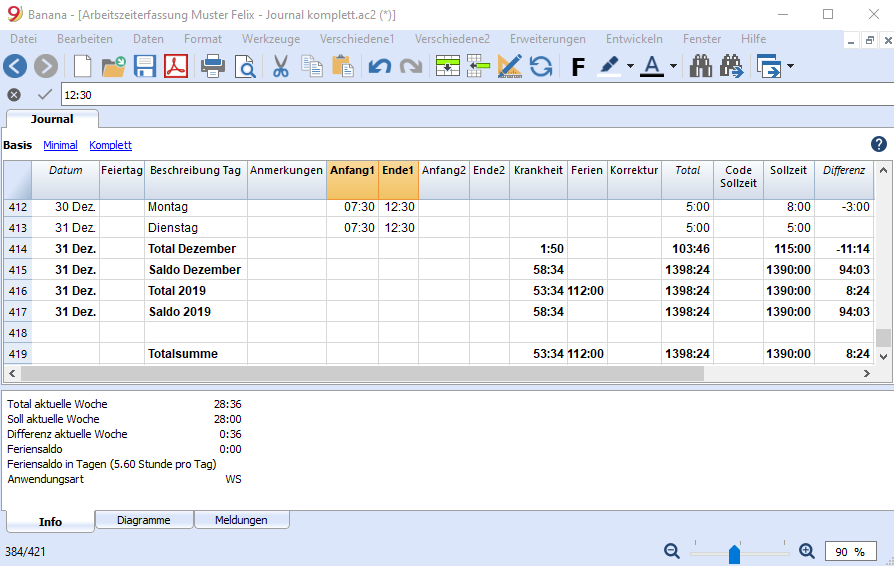 Banana - [Arbeitszeiterfassung Muster Felix - Journal komplett.ac2 (*)]
Datei Bearbeiten Daten Format Werkzeuge Verschiedene1 Verschiedene2 Erweiterungen Entwickeln Fenster Hilfe
F A
12:30
Journal
Basis Minimal Komplett
Datum Feiertag Beschreibung Tag Anmerkungen Anfang1 Ende1 Anfang2 Ende2 Krankheit Ferien Korrektur Total Code Sollzeit Sollzeit Differenz
412 30 Dez. Montag 07:30 12:30 5:00 8:00 -3:00
413 31 Dez. Dienstag 07:30 12:30 5:00 5:00
414 31 Dez. Total Dezember 1:50 103:46 115:00 -11:14
415 31 Dez. Saldo Dezember 58:34 1398:24 1390:00 94:03
416 31 Dez. Total 2019 53:34 112:00 1398:24 1390:00 8:24
417 31 Dez. Saldo 2019 58:34 1398:24 1390:00 94:03
418
419 Totalsumme 53:34 112:00 1398:24 1390:00 8:24
Total aktuelle Woche 28:36
Soll aktuelle Woche 28:00
Differenz aktuelle Woche 0:36
Feriensaldo 0:00
Feriensaldo in Tagen (5.60 Stunde pro Tag)
Anwendungsart WS
Info Diagramme Meldungen
384/421 90 %